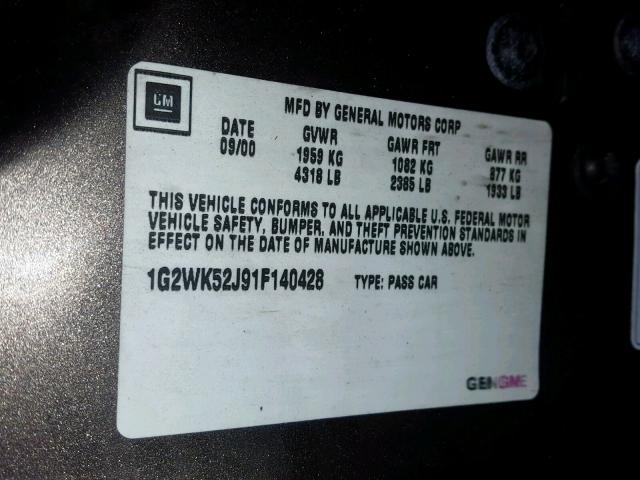 GM
MFD BY GENERAL MOTORS CORP
DATE GVWR GAWR FRT GAWR RR
09/00 1959 KG 1082 KG 877 KG
4318 LB 2385 LB 1933 LB
THIS VEHICLE CONFORMS TO ALL APPLICABLE U.S. FEDERAL MOTOR
VEHICLE SAFETY, BUMPER, AND THEFT PREVENTION STANDARDS IN
EFFECT ON THE DATE OF MANUFACTURE SHOWN ABOVE.
1G2WK52J91F140428 TYPE: PASS CAR